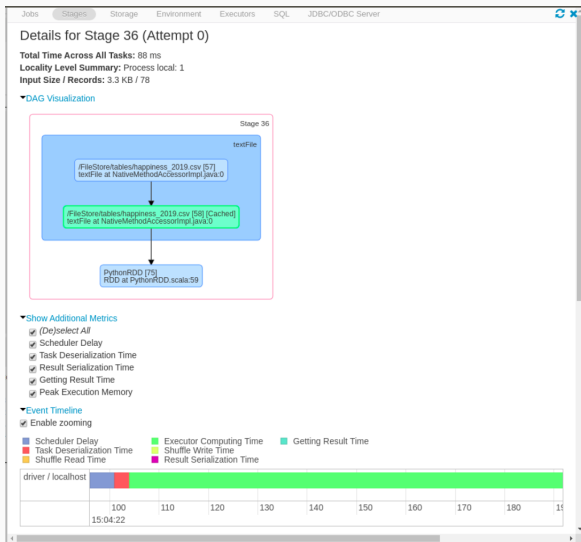 Jobs Stages Storage Environment Executors SQL JDBC/ODBC Server
Details for Stage 36 (Attempt 0)
Total Time Across All Tasks: 88 ms
Locality Level Summary: Process local: 1
Input Size / Records: 3.3 KB / 78
DAG Visualization
Stage 36
textFile
/FileStore/tables/happiness_2019.csv [57]
textFile at NativeMethodAccessorImpl.java:0
/FileStore/tables/happiness_2019.csv [58] [Cached]
textFile at NativeMethodAccessorImpl.java:0
PythonRDD [75]
RDD at PythonRDD.scala:59
Show Additional Metrics
(De)select All
Scheduler Delay
Task Deserialization Time
Result Serialization Time
Getting Result Time
Peak Execution Memory
Event Timeline
Enable zooming
Scheduler Delay Executor Computing Time Getting Result Time
Task Deserialization Time Shuffle Write Time
Shuffle Read Time Result Serialization Time
driver / localhost
100 110 120 130 140 150 160 170 180
15:04:22